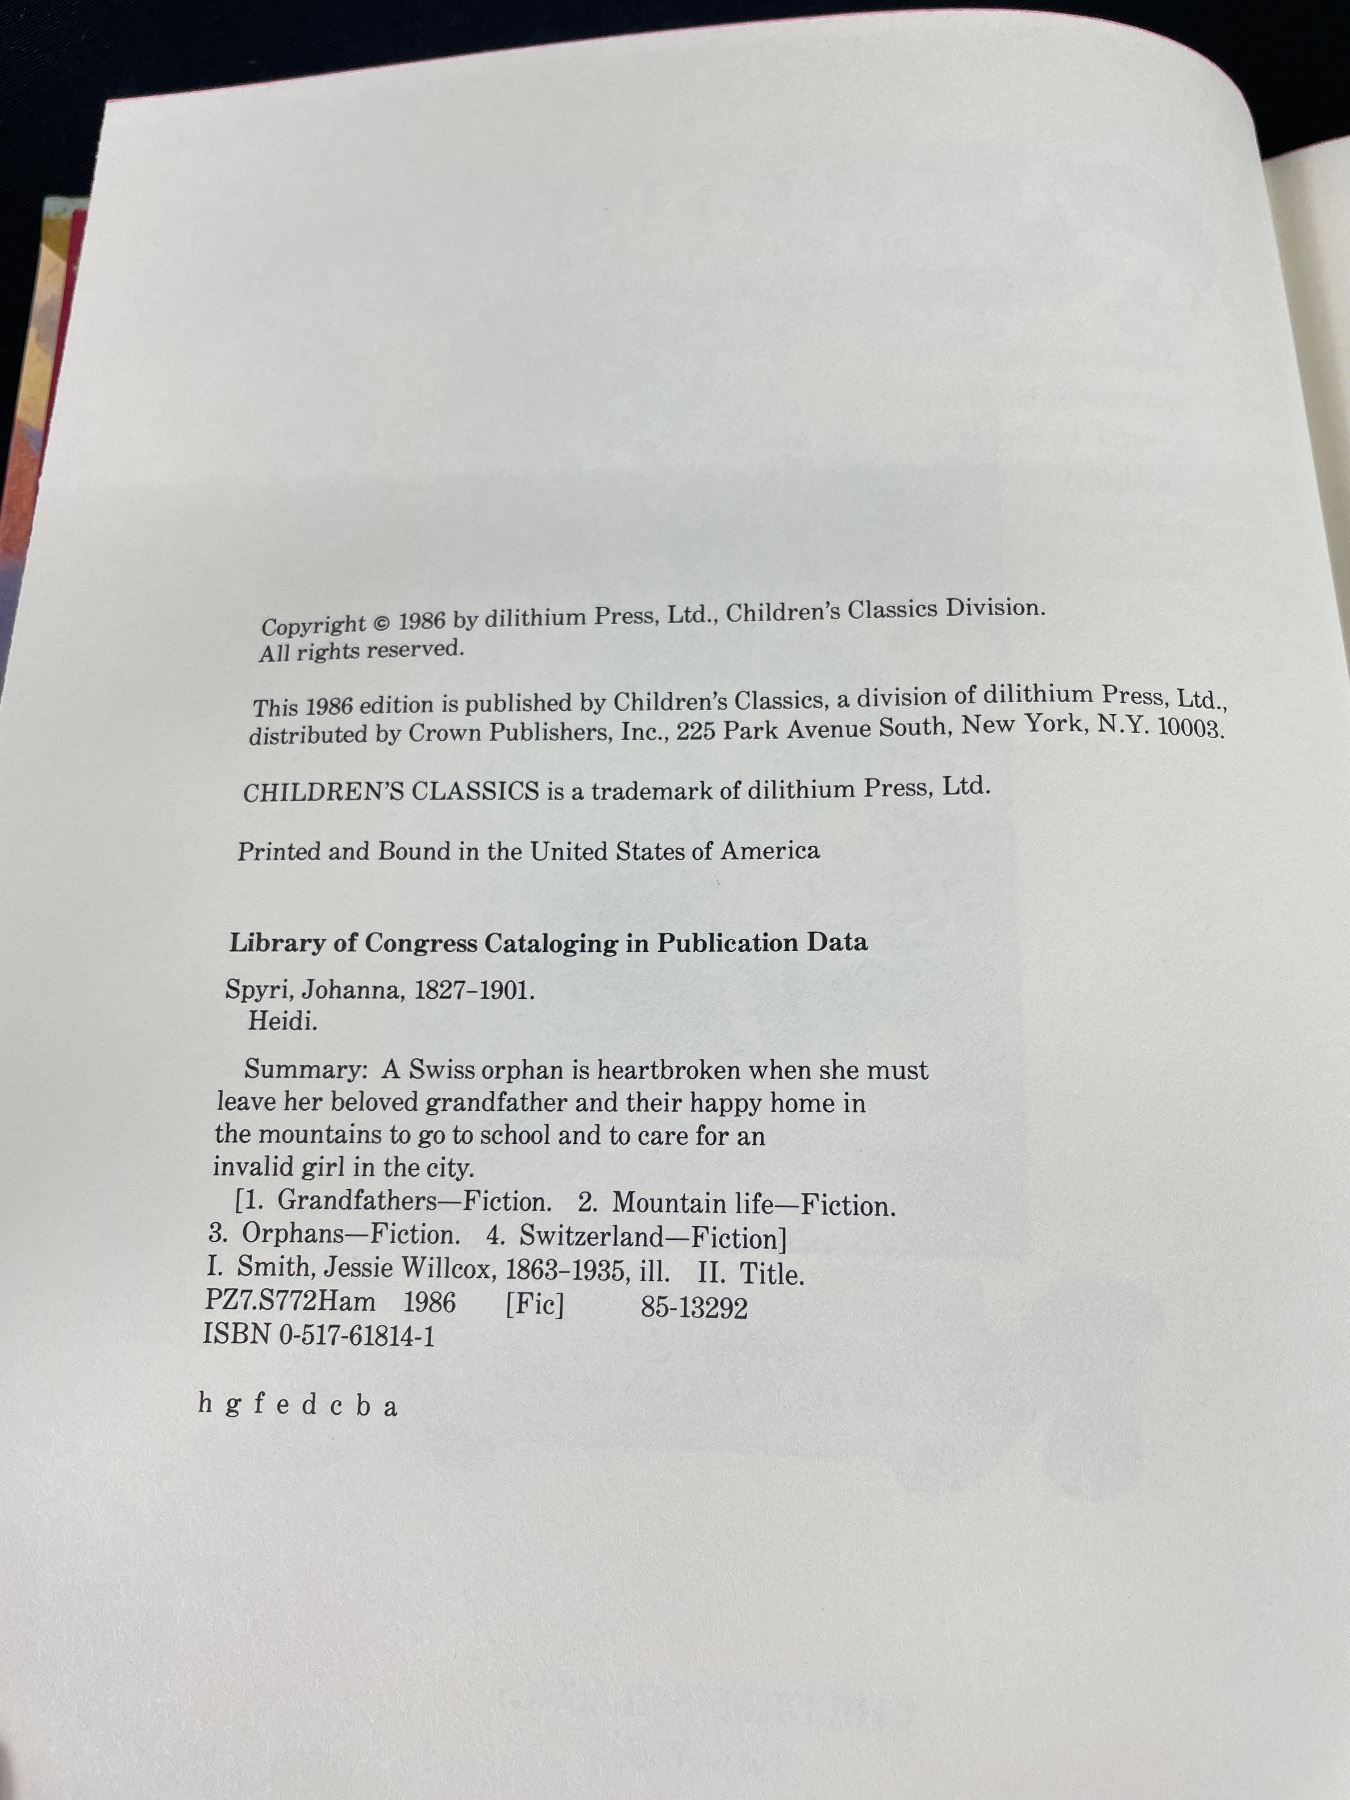 Copyright © 1986 by dilithium Press, Ltd., Children's Classics Division.
All rights reserved.
This 1986 edition is published by Children's Classics, a division of dilithium Press, Ltd.,
distributed by Crown Publishers, Inc., 225 Park Avenue South, New York, N.Y. 10003.
CHILDREN'S CLASSICS is a trademark of dilithium Press, Ltd.
Printed and Bound in the United States of America
Library of Congress Cataloging in Publication Data
Spyri, Johanna, 1827–1901.
Heidi.
Summary: A Swiss orphan is heartbroken when she must
leave her beloved grandfather and their happy home in
the mountains to go to school and to care for an
invalid girl in the city.
[1. Grandfathers—Fiction. 2. Mountain life—Fiction.
3. Orphans—Fiction. 4. Switzerland—Fiction]
I. Smith, Jessie Willcox, 1863–1935, ill. II. Title.
PZ7.S772Ham 1986 [Fic] 85-13292
ISBN 0-517-61814-1
h g f e d c b a